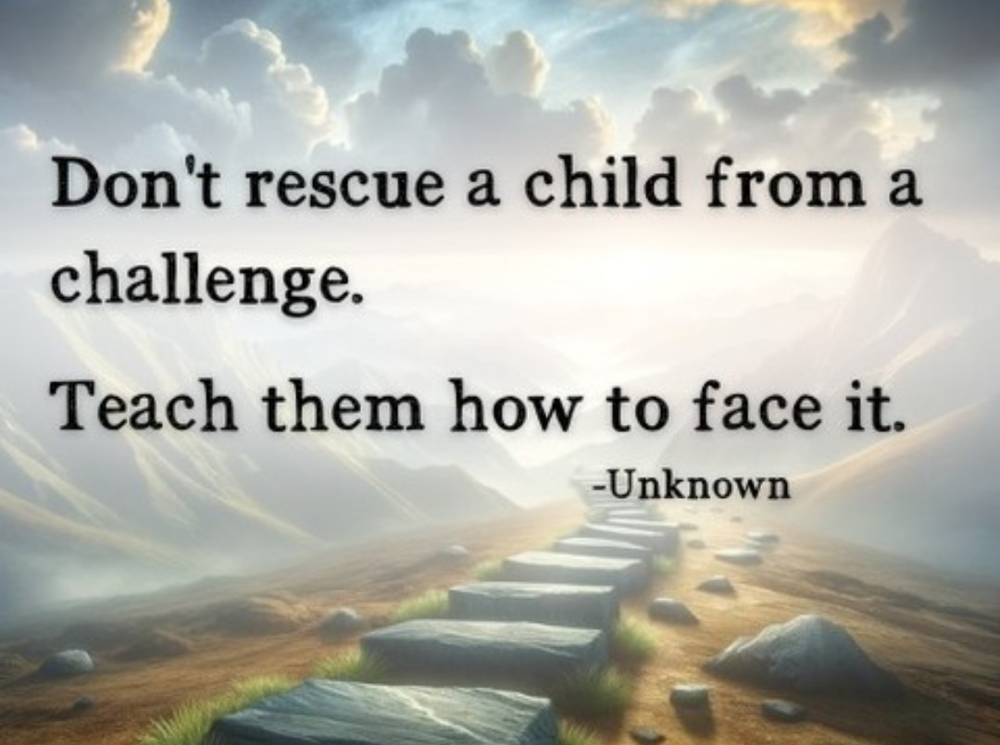 Don't rescue a child from a
challenge.
Teach them how to face it.
-Unknown